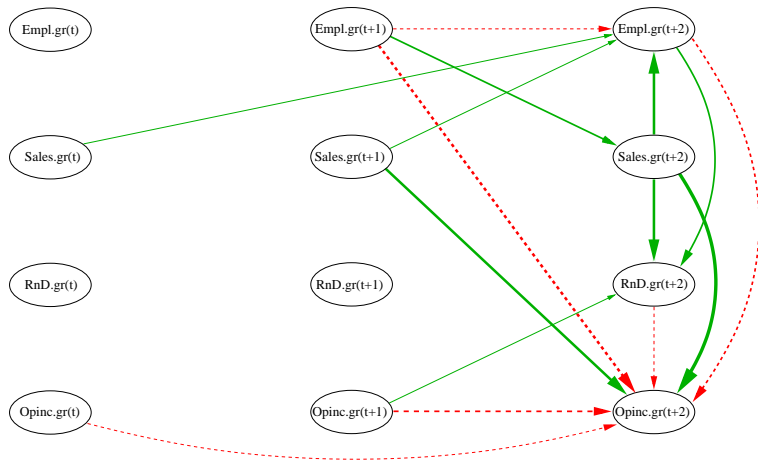 Empl.gr(t) Empl.gr(t+1) Empl.gr(t+2)
Sales.gr(t) Sales.gr(t+1) Sales.gr(t+2)
RnD.gr(t) RnD.gr(t+1) RnD.gr(t+2)
Opinc.gr(t) Opinc.gr(t+1) Opinc.gr(t+2)